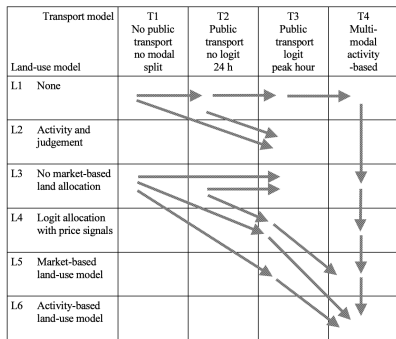 Transport model
Land-use model
T1
No public
transport
no modal
split
T2
Public
transport
no logit
24 h
T3
Public
transport
logit
peak hour
T4
Multi-
modal
activity
-based
L1 None
L2 Activity and
judgement
L3 No market-based
land allocation
L4 Logit allocation
with price signals
L5 Market-based
land-use model
L6 Activity-based
land-use model